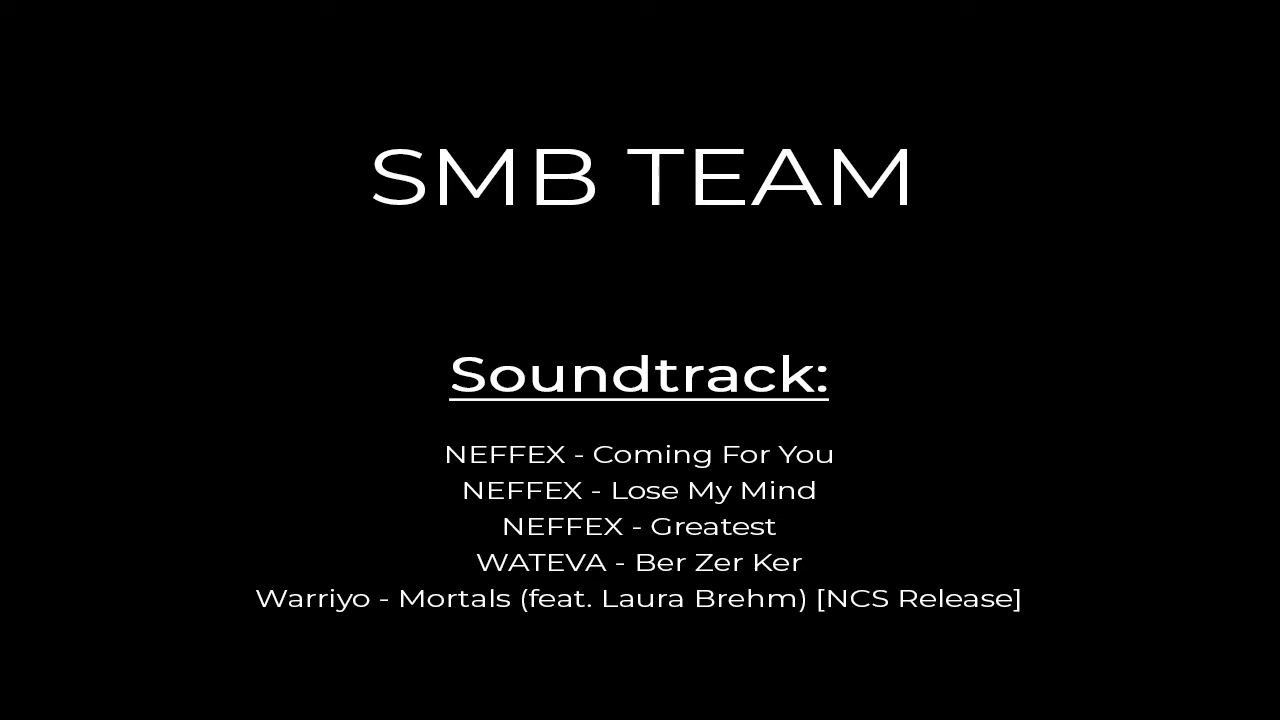 SMB TEAM
Soundtrack:
NEFFEX - Coming For You
NEFFEX - Lose My Mind
NEFFEX - Greatest
WATEVA - Ber Zer Ker
Warriyo - Mortals (feat. Laura Brehm) [NCS Release]